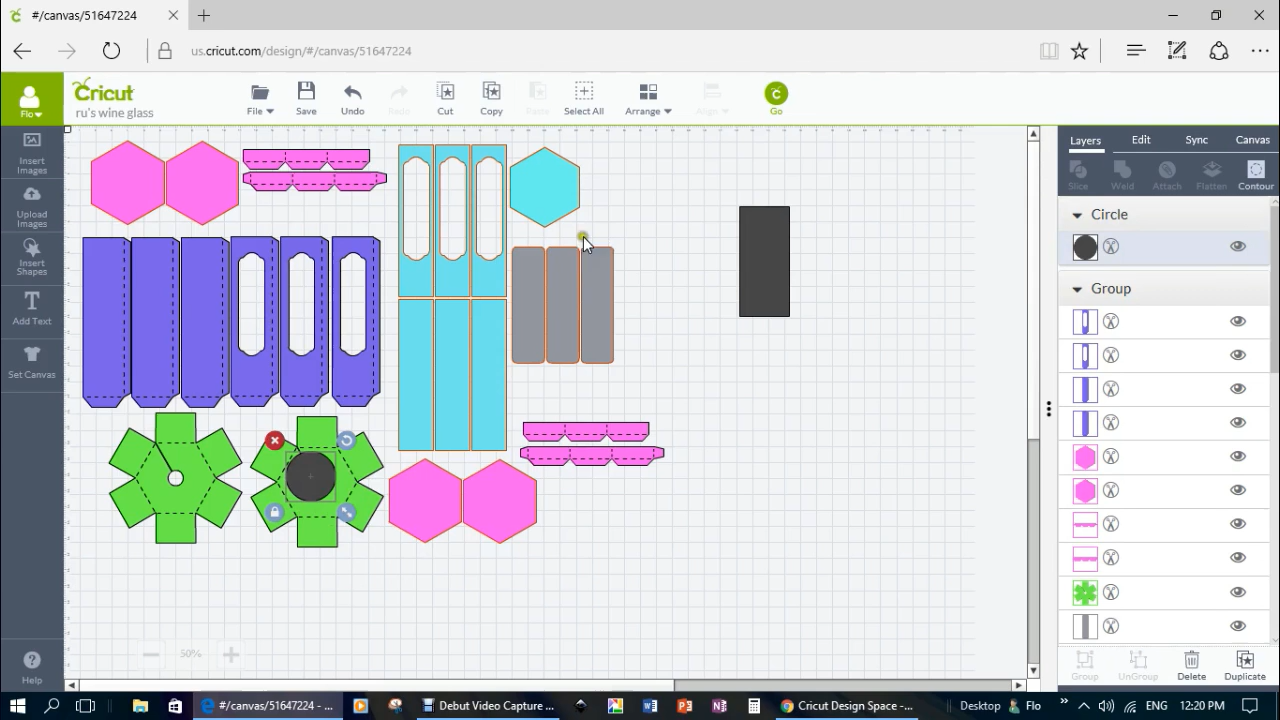 #/canvas/51647224
us.cricut.com/design/#/canvas/51647224
Flo
Cricut
ru's wine glass
File
Save
Undo
Redo
Cut
Copy
Paste
Select All
Arrange
Align
Go
Insert Images
Upload Images
Insert Shapes
Add Text
Set Canvas
Help
50%
Layers
Edit
Sync
Canvas
Slice
Weld
Attach
Flatten
Contour
Circle
Group
Group
UnGroup
Delete
Duplicate
#/canvas/51647224 - ...
Debut Video Capture ...
Cricut Design Space - ...
Desktop
Flo
ENG
12:20 PM